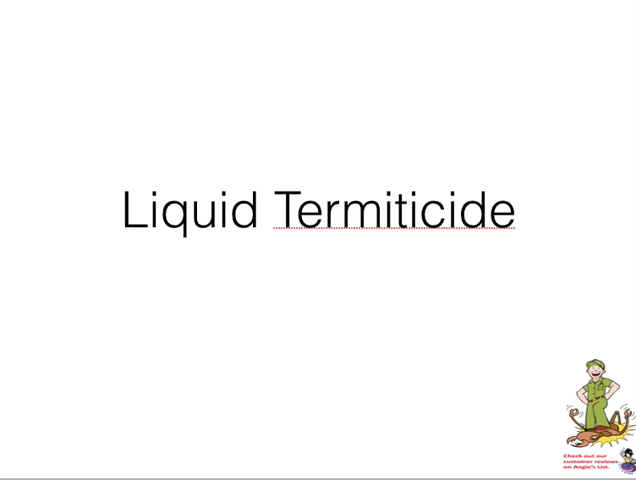 Liquid Termiticide
Check out our
customer reviews
on Angie's List.